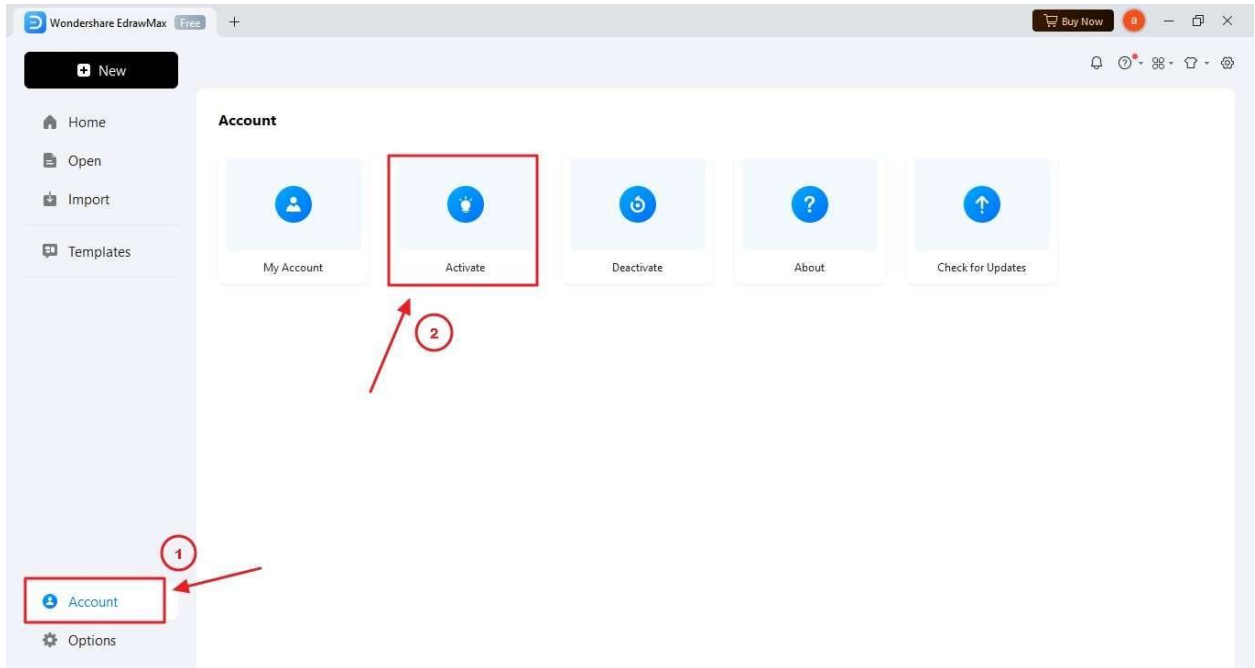 Wondershare EdrawMax Free
Buy Now
a
New
Home
Account
Open
Import
Templates
My Account
Activate
Deactivate
About
Check for Updates
2
1
Account
Options